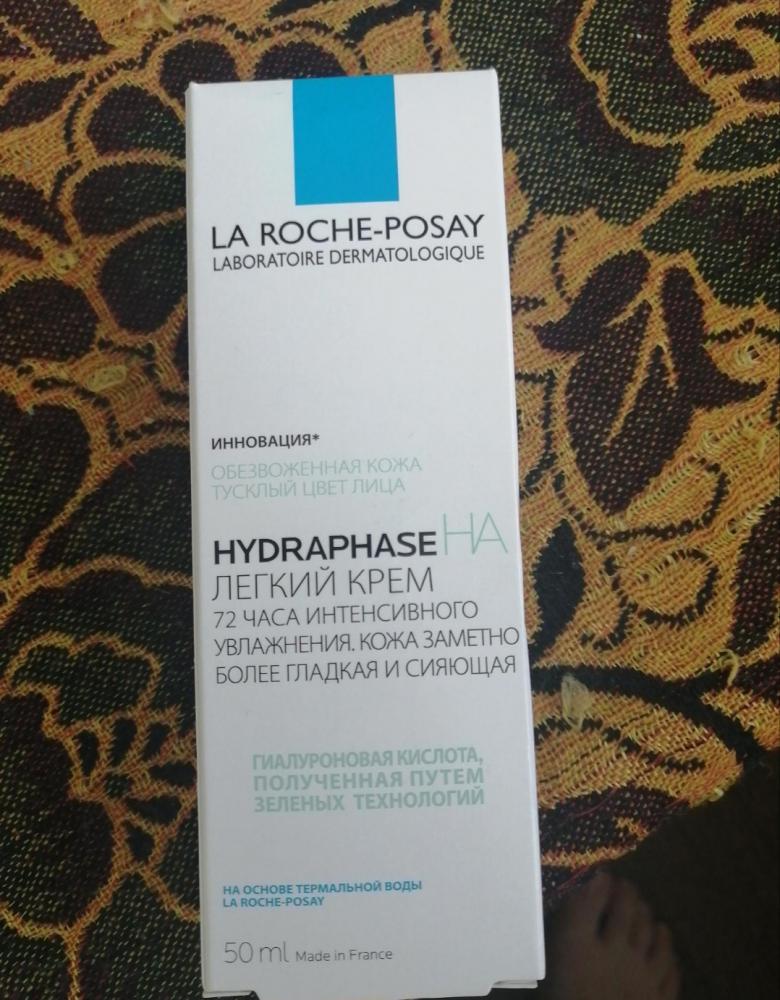 LA ROCHE-POSAY
LABORATOIRE DERMATOLOGIQUE
ИННОВАЦИЯ*
ОБЕЗВОЖЕННАЯ КОЖА
ТУСКЛЫЙ ЦВЕТ ЛИЦА
HYDRAPHASE HA
ЛЕГКИЙ КРЕМ
72 ЧАСА ИНТЕНСИВНОГО
УВЛАЖНЕНИЯ. КОЖА ЗАМЕТНО
БОЛЕЕ ГЛАДКАЯ И СИЯЮЩАЯ
ГИАЛУРОНОВАЯ КИСЛОТА,
ПОЛУЧЕННАЯ ПУТЕМ
ЗЕЛЕНЫХ ТЕХНОЛОГИЙ
НА ОСНОВЕ ТЕРМАЛЬНОЙ ВОДЫ
LA ROCHE-POSAY
50 ml Made in France